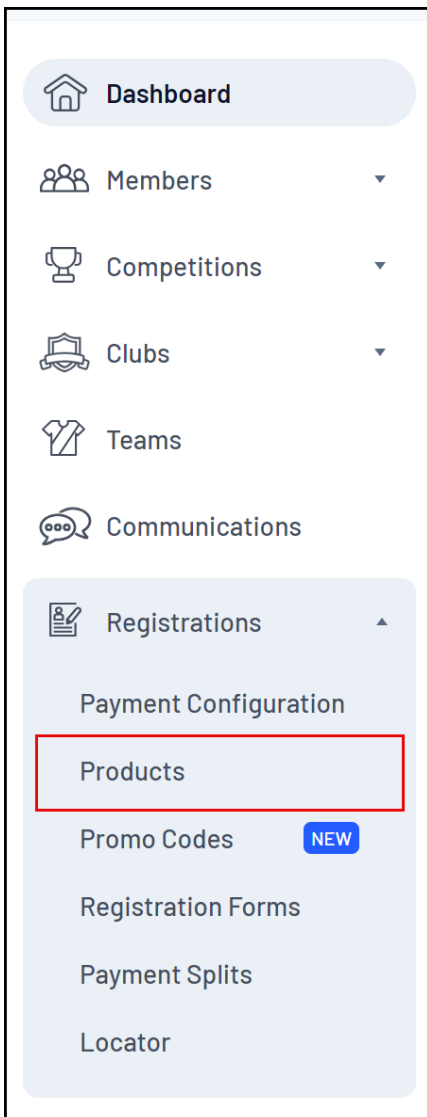 Dashboard
Members
Competitions
Clubs
Teams
Communications
Registrations
Payment Configuration
Products
Promo Codes NEW
Registration Forms
Payment Splits
Locator